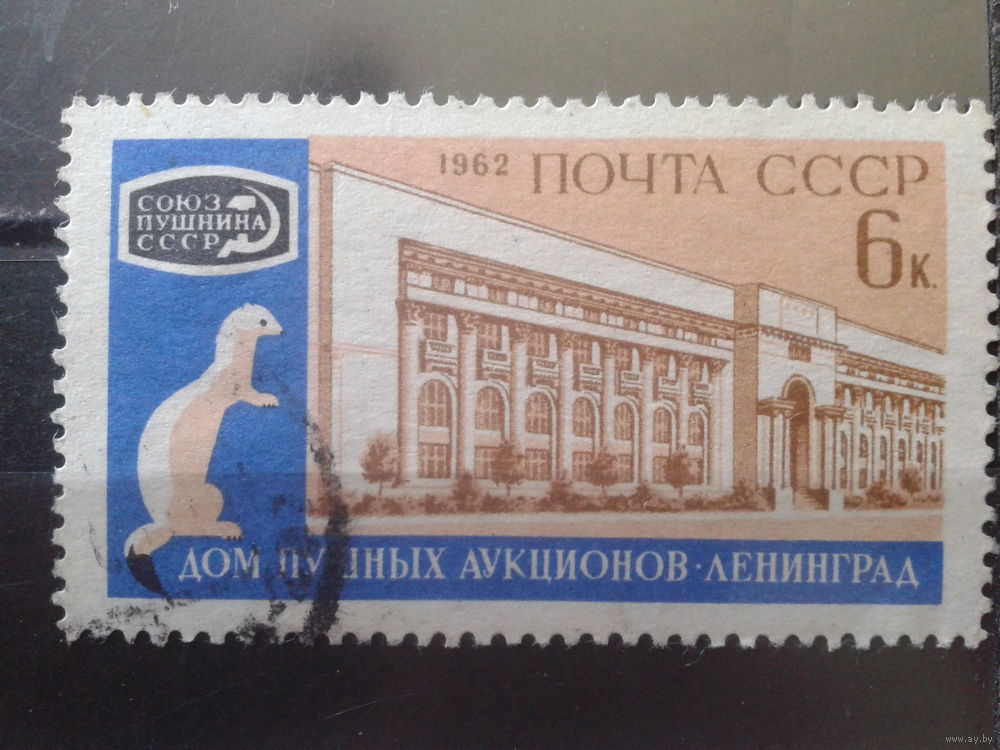 1962 ПОЧТА СССР
6к.
СОЮЗ
ПУШНИНА
СССР
ДОМ ПУШНЫХ АУКЦИОНОВ · ЛЕНИНГРАД
www.ay.by